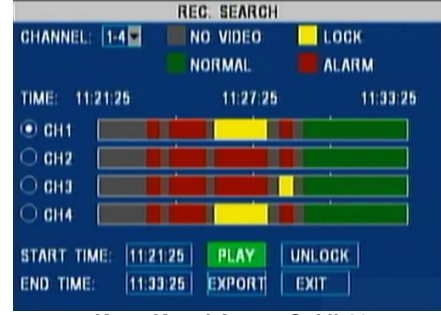 REC. SEARCH
CHANNEL: 1-4 NO VIDEO LOCK
NORMAL ALARM
TIME: 11:21:25 11:27:25 11:33:25
CH1
CH2
CH3
CH4
START TIME: 11:21:25 PLAY UNLOCK
END TIME: 11:33:25 EXPORT EXIT